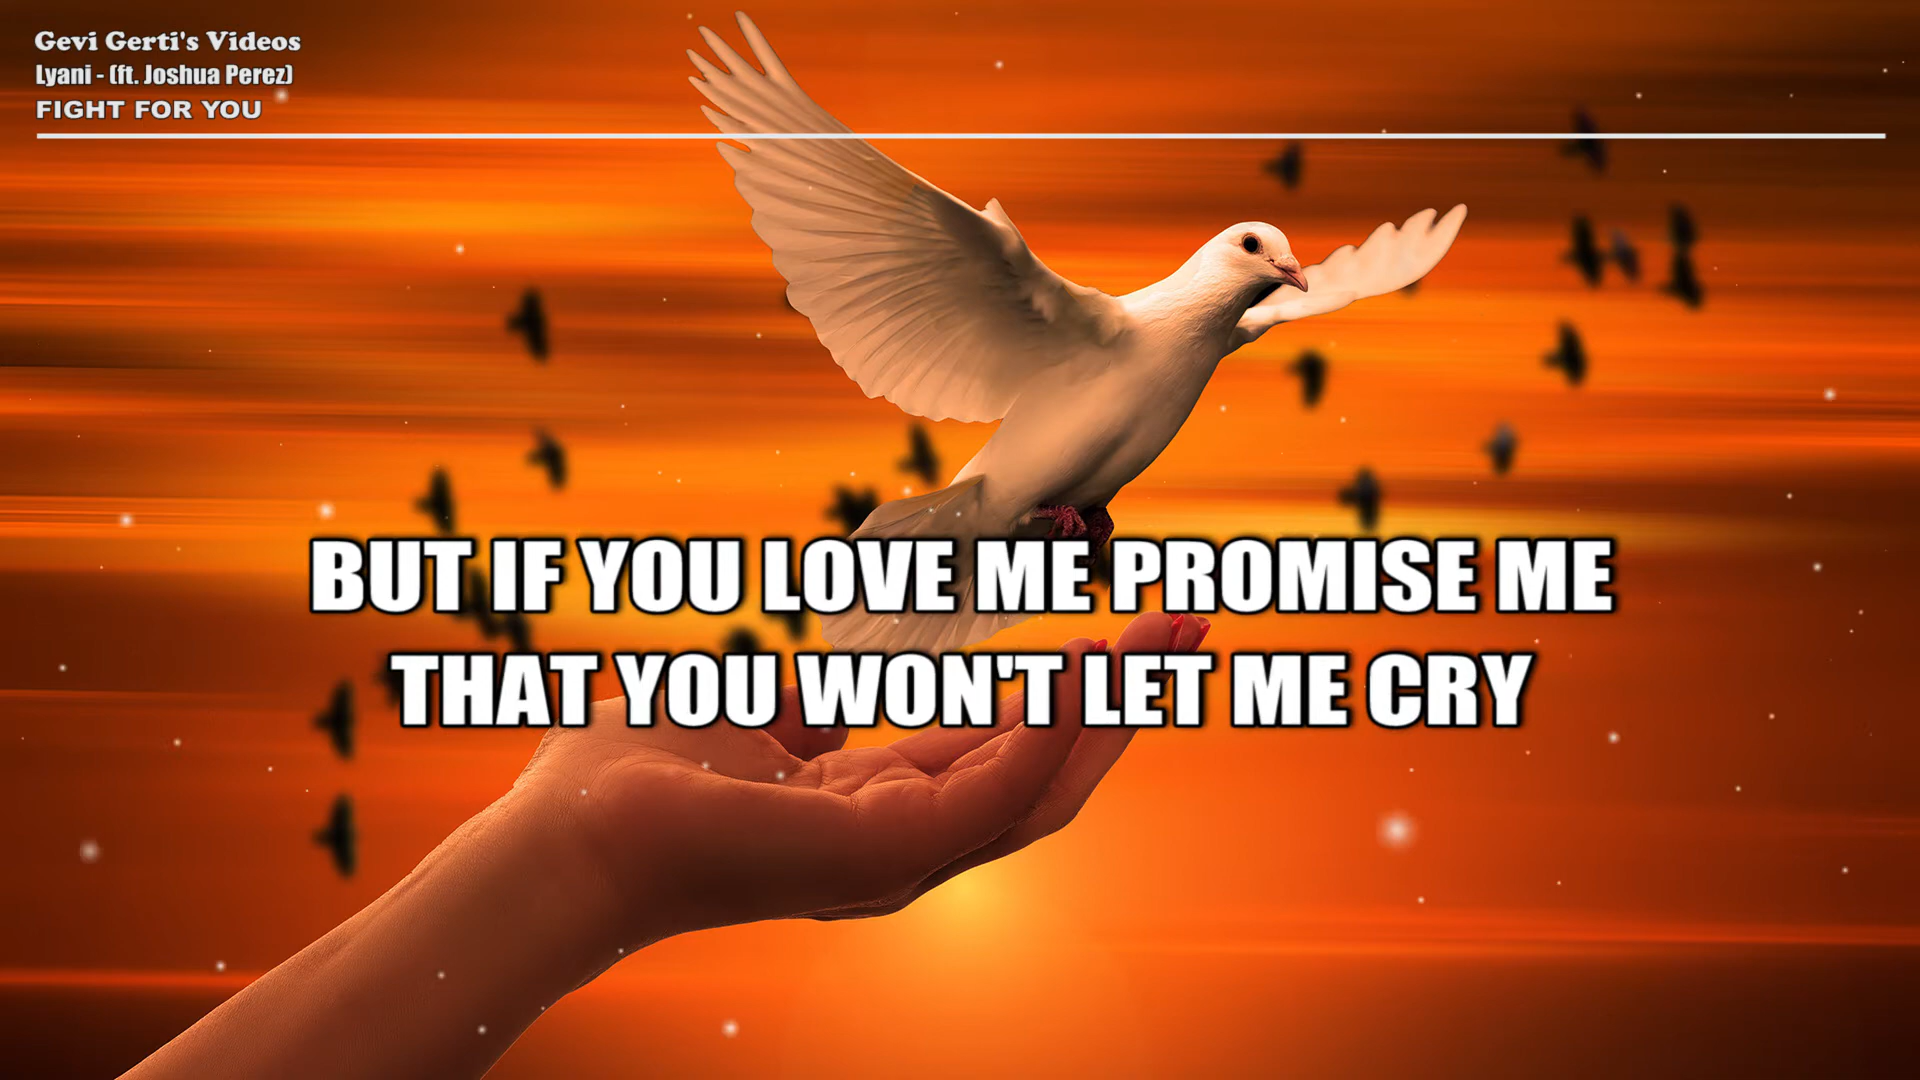 Gevi Gerti's Videos
Lyani - (ft. Joshua Perez)
FIGHT FOR YOU
BUT IF YOU LOVE ME PROMISE ME
THAT YOU WON'T LET ME CRY